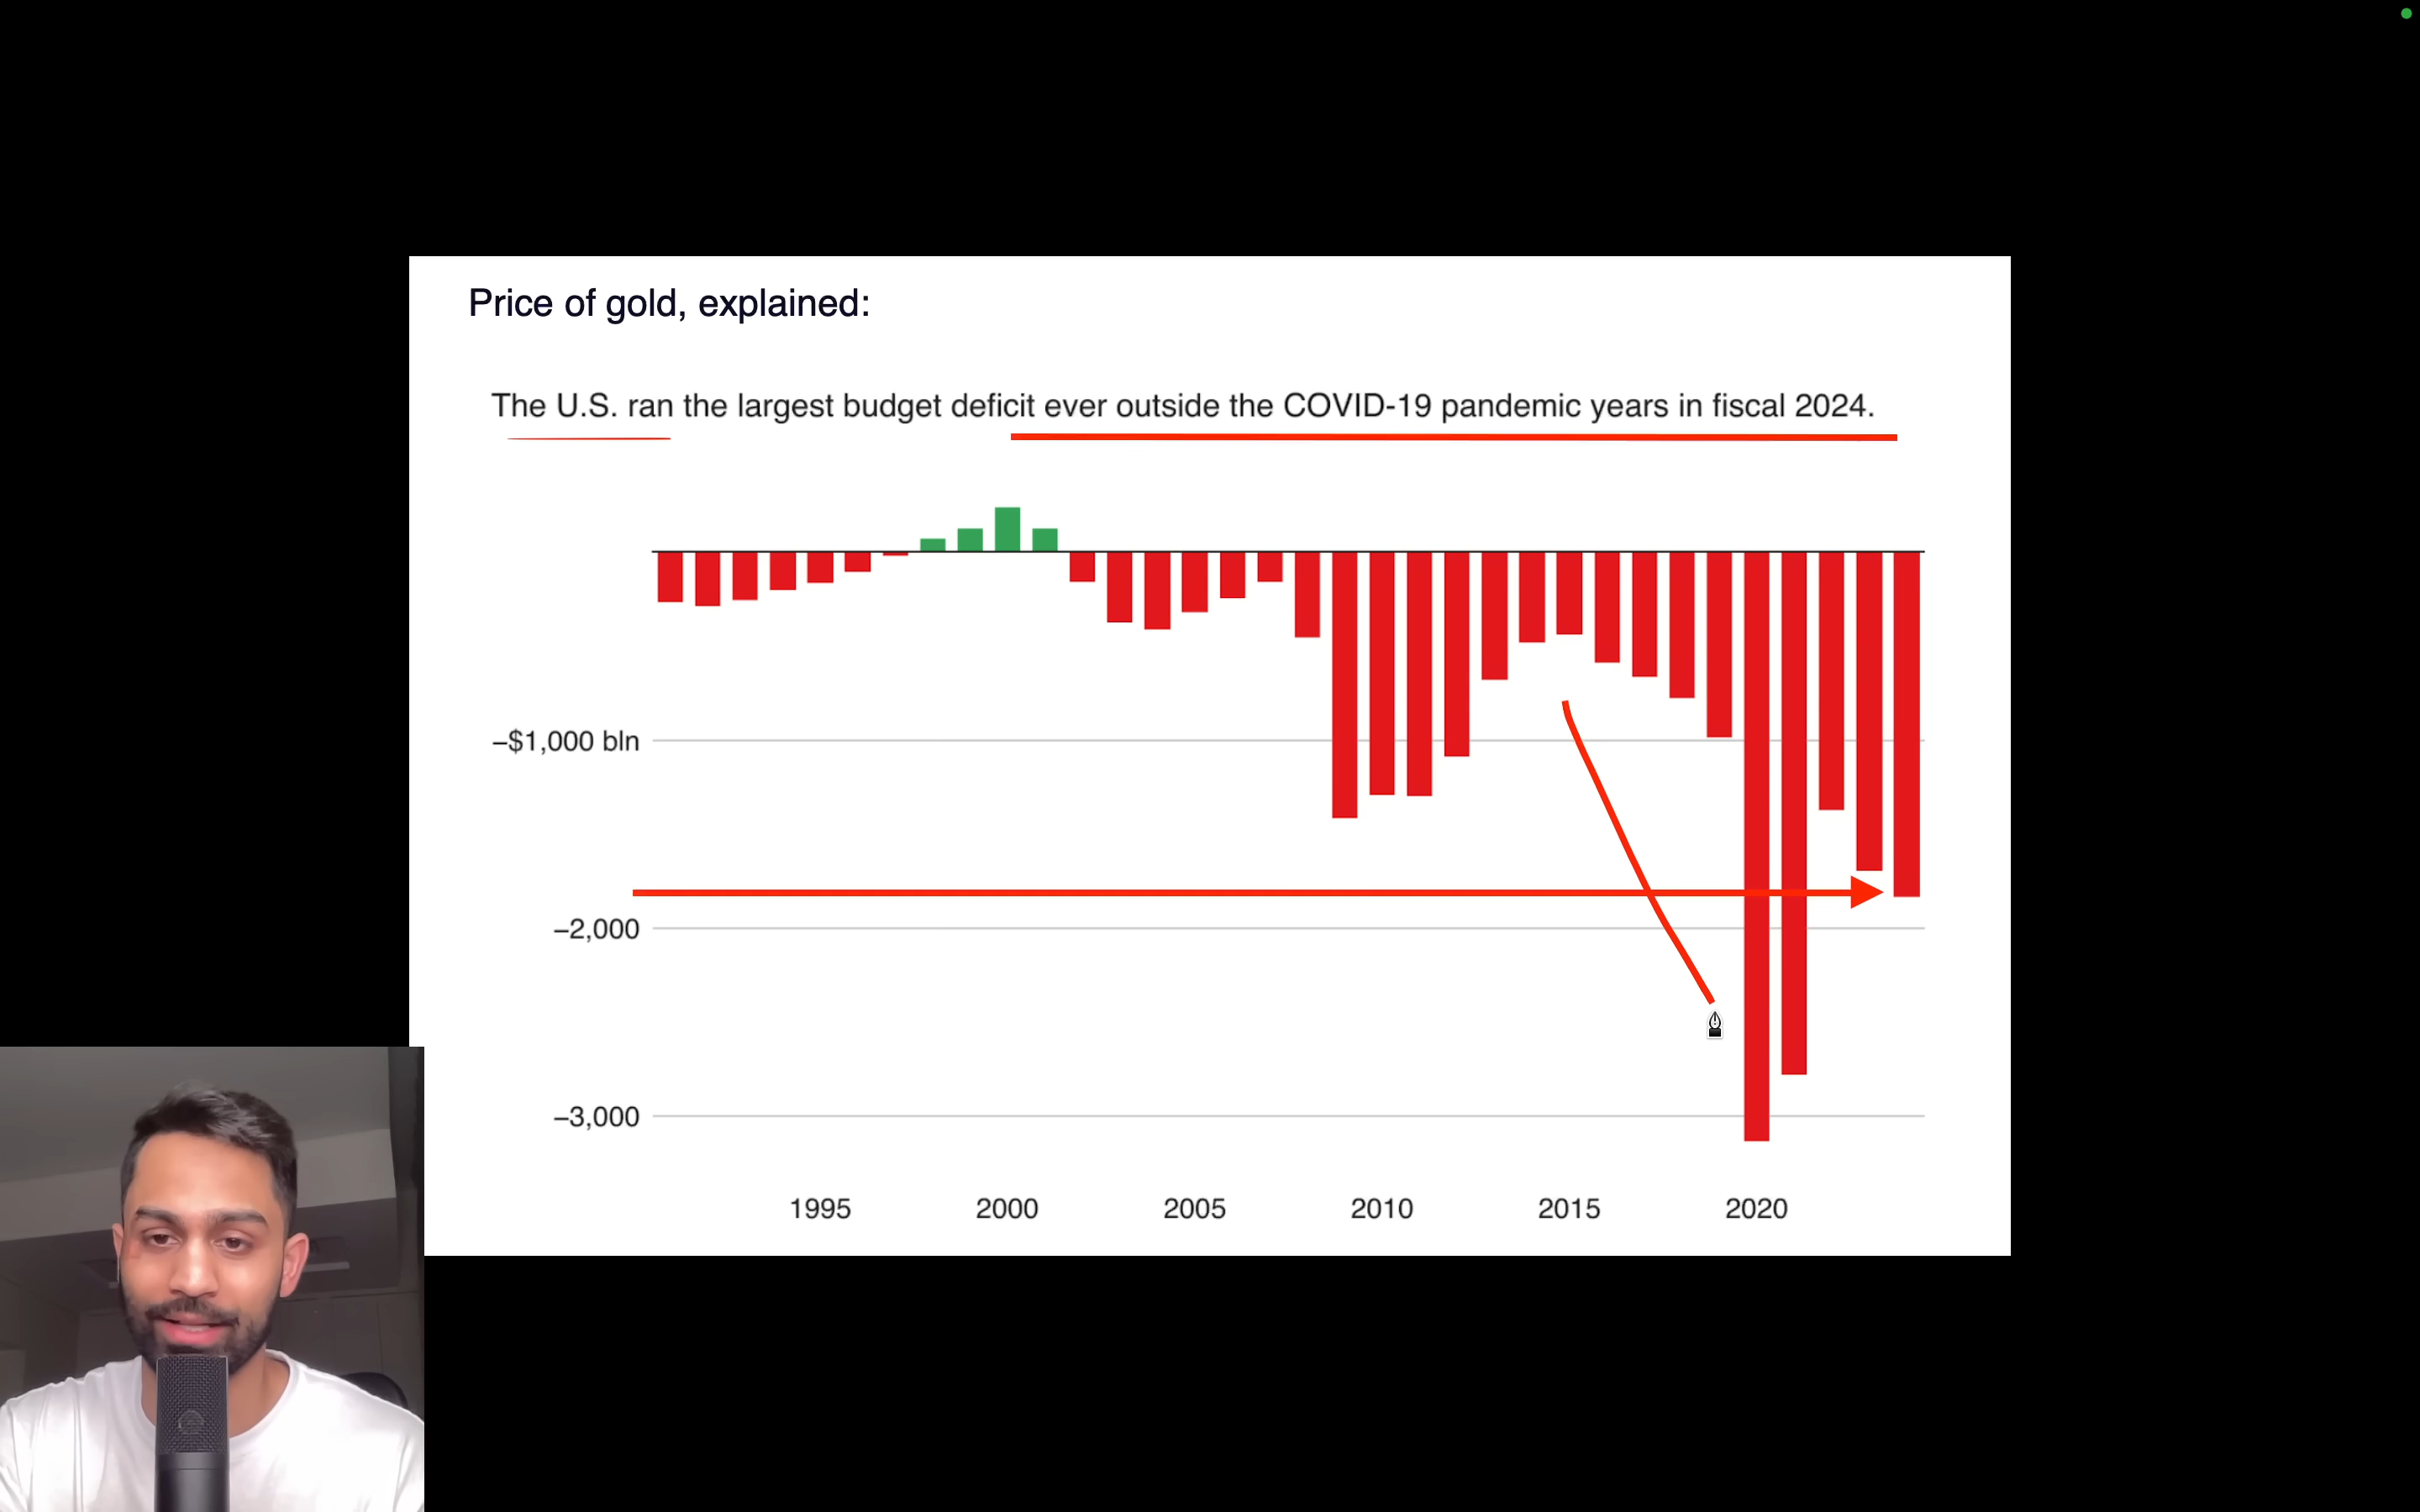 Price of gold, explained:
The U.S. ran the largest budget deficit ever outside the COVID-19 pandemic years in fiscal 2024.
−$1,000 bln
−2,000
−3,000
1995 2000 2005 2010 2015 2020